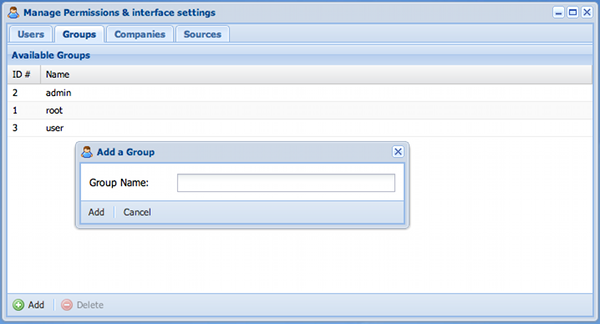 Manage Permissions & interface settings
Users Groups Companies Sources
Available Groups
ID # Name
2 admin
1 root
3 user
Add a Group
Group Name:
Add Cancel
Add Delete